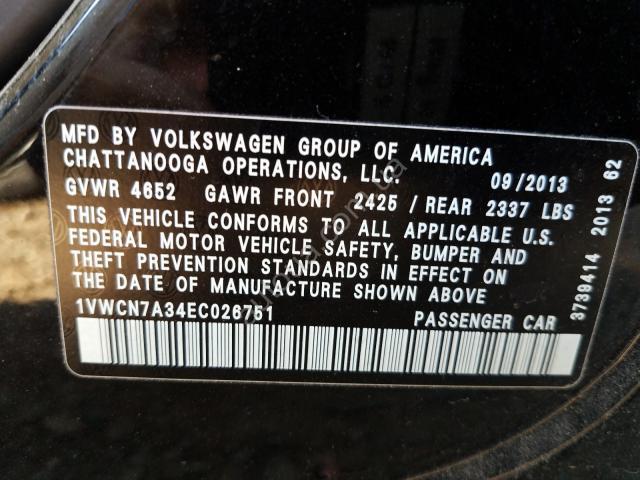 MFD BY VOLKSWAGEN GROUP OF AMERICA
CHATTANOOGA OPERATIONS, LLC. 09/2013
GVWR 4652 GAWR FRONT 2425 / REAR 2337 LBS
THIS VEHICLE CONFORMS TO ALL APPLICABLE U.S.
FEDERAL MOTOR VEHICLE SAFETY, BUMPER AND
THEFT PREVENTION STANDARDS IN EFFECT ON
THE DATE OF MANUFACTURE SHOWN ABOVE
1VWCN7A34EC026751 PASSENGER CAR
3739A14 2013 62